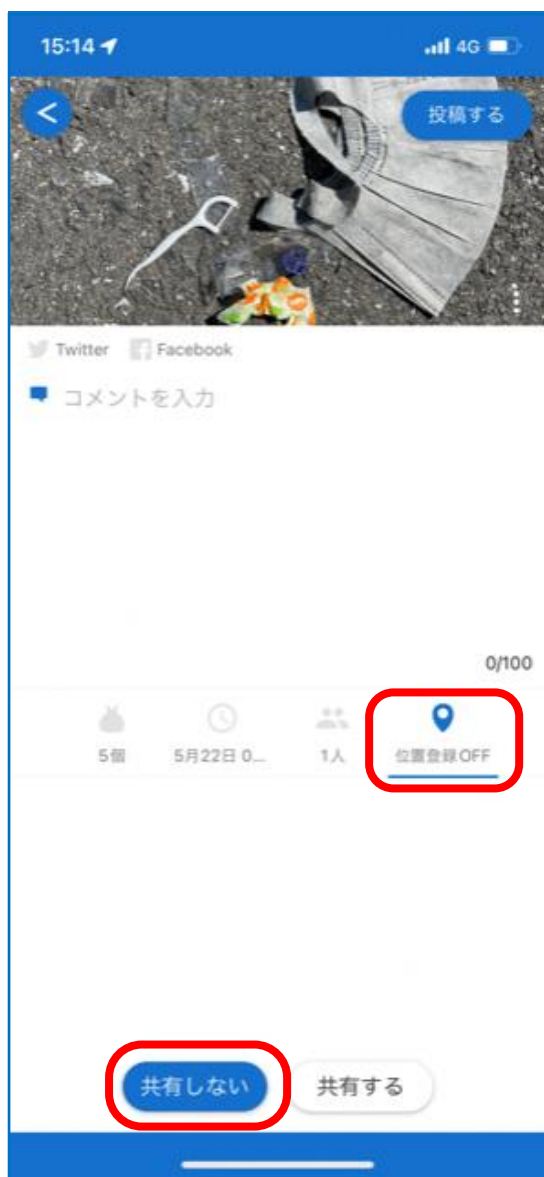 15:14 4G
投稿する
Twitter Facebook
コメントを入力
0/100
5個 5月22日 0... 1人 位置登録OFF
共有しない 共有する